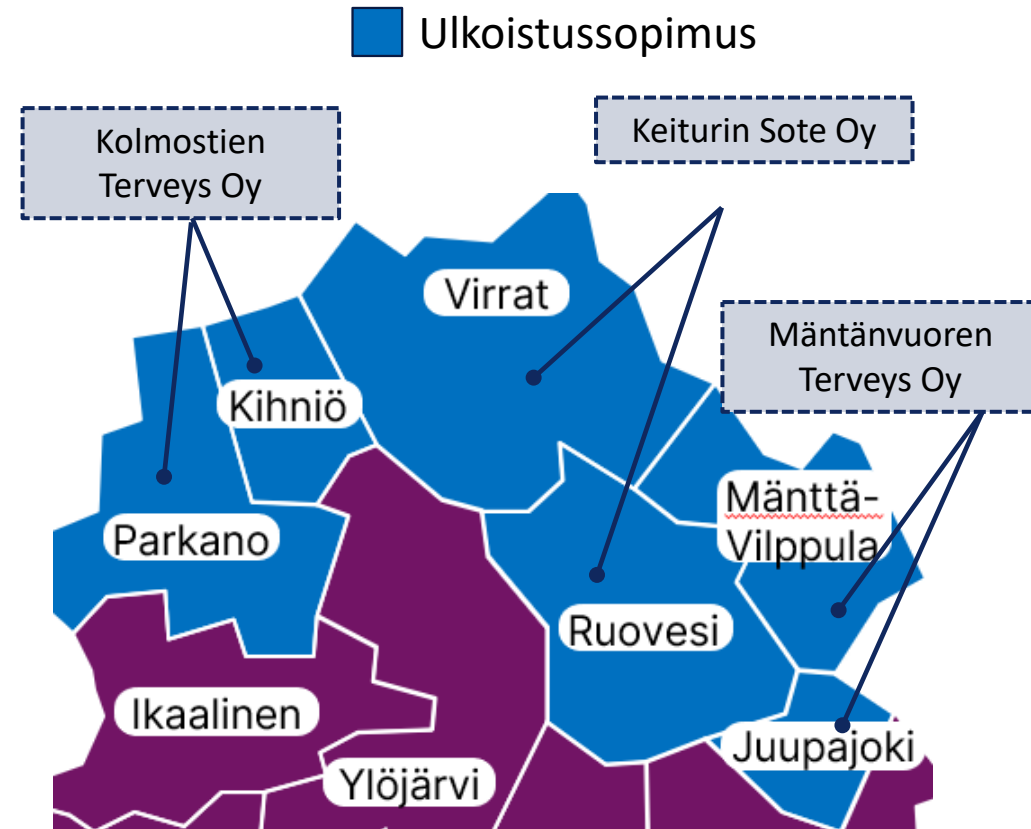 Ulkoistussopimus
Kolmostien
Terveys Oy
Keiturin Sote Oy
Virrat
Mäntänvuoren
Terveys Oy
Kihniö
Mänttä-
Vilppula
Parkano
Ruovesi
Ikaalinen
Juupajoki
Ylöjärvi